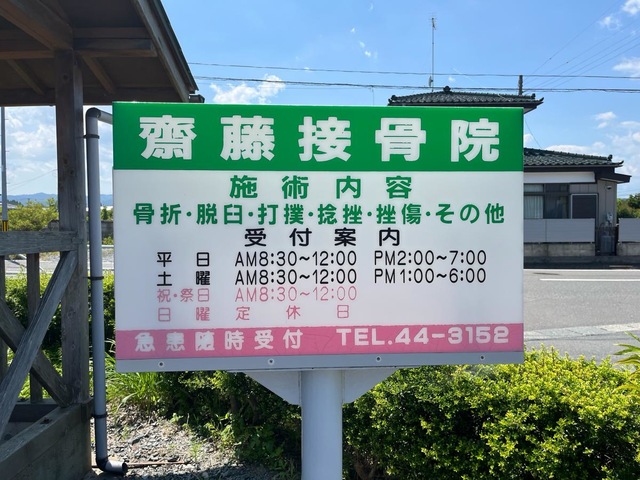 齋藤接骨院
施術内容
骨折・脱臼・打撲・捻挫・挫傷・その他
受付案内
平日 AM8:30~12:00 PM2:00~7:00
土曜 AM8:30~12:00 PM1:00~6:00
祝・祭日 AM8:30~12:00
日曜 定休日
急患随時受付 TEL.44-3152